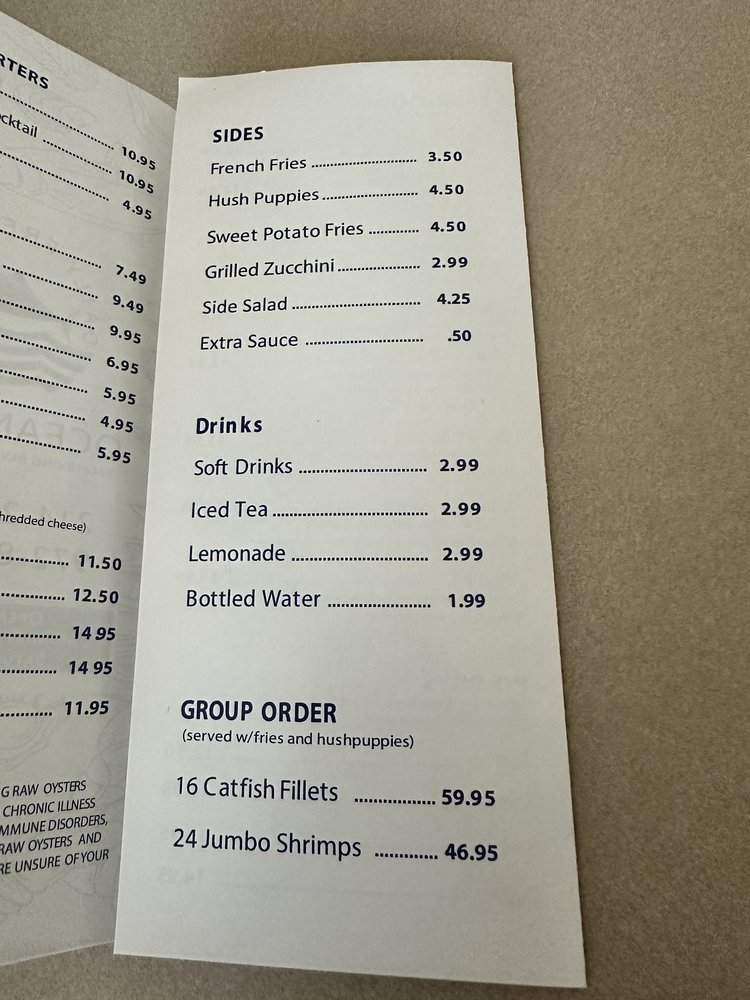 RTERS
10.95
cktail 10.95
4.95
7.49
9.49
9.95
6.95
5.95
4.95
5.95
hredded cheese)
11.50
12.50
14 95
14 95
11.95
G RAW OYSTERS
CHRONIC ILLNESS
MMUNE DISORDERS,
RAW OYSTERS AND
RE UNSURE OF YOUR
SIDES
French Fries 3.50
Hush Puppies 4.50
Sweet Potato Fries 4.50
Grilled Zucchini 2.99
Side Salad 4.25
Extra Sauce .50
Drinks
Soft Drinks 2.99
Iced Tea 2.99
Lemonade 2.99
Bottled Water 1.99
GROUP ORDER
(served w/fries and hushpuppies)
16 Catfish Fillets 59.95
24 Jumbo Shrimps 46.95